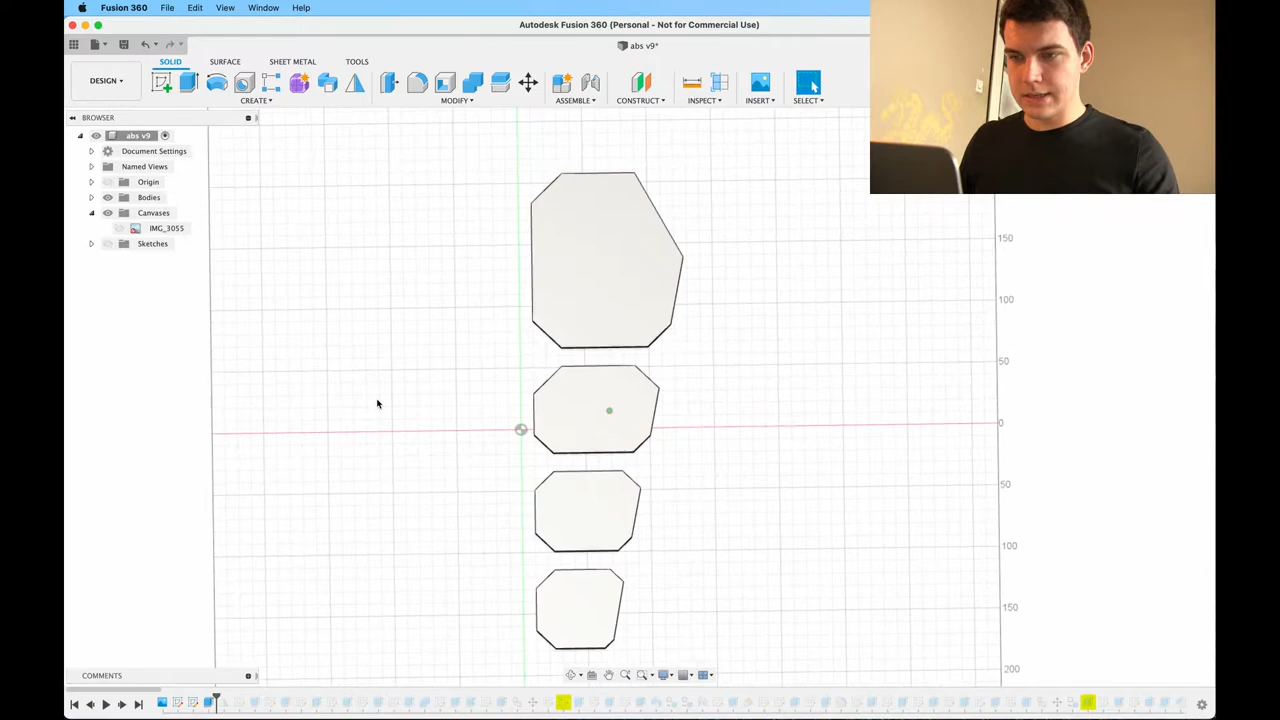 Fusion 360 File Edit View Window Help
Autodesk Fusion 360 (Personal - Not for Commercial Use)
abs v9*
SOLID SURFACE SHEET METAL TOOLS
DESIGN
CREATE MODIFY ASSEMBLE CONSTRUCT INSPECT INSERT SELECT
BROWSER
abs v9
Document Settings
Named Views
Origin
Bodies
Canvases
IMG_3055
Sketches
150
100
50
0
50
100
150
200
COMMENTS